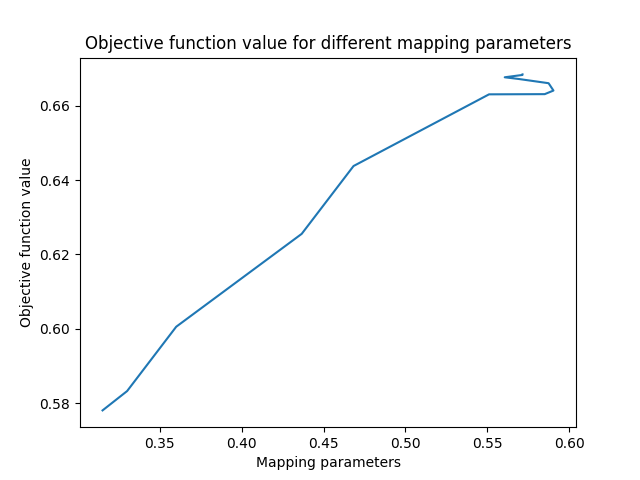 Objective function value for different mapping parameters
Objective function value
0.66
0.64
0.62
0.60
0.58
0.35 0.40 0.45 0.50 0.55 0.60
Mapping parameters